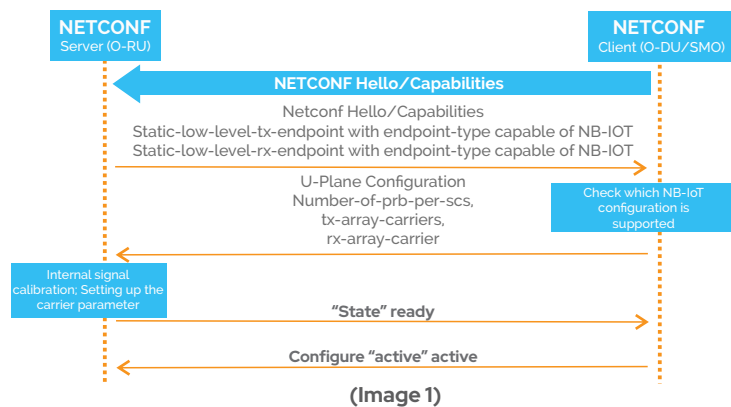 NETCONF
Server (O-RU)
NETCONF
Client (O-DU/SMO)
NETCONF Hello/Capabilities
Netconf Hello/Capabilities
Static-low-level-tx-endpoint with endpoint-type capable of NB-IOT
Static-low-level-rx-endpoint with endpoint-type capable of NB-IOT
U-Plane Configuration
Number-of-prb-per-scs,
tx-array-carriers,
rx-array-carrier
Check which NB-IoT
configuration is
supported
Internal signal
calibration; Setting up the
carrier parameter
“State” ready
Configure “active” active
(Image 1)